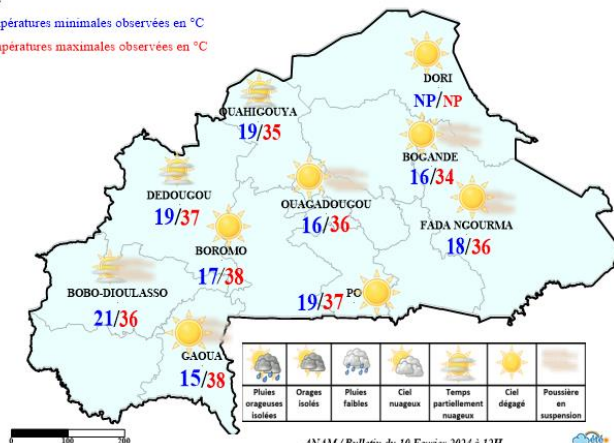 pératures minimales observées en °C
pératures maximales observées en °C
DORI
NP/NP
OUAHIGOUYA
19/35
BOGANDE
16/34
DEDOUGOU
19/37
OUAGADOUGOU
16/36
FADA NGOURMA
18/36
BOROMO
17/38
BOBO-DIOULASSO
21/36
19/37 PO
GAOUA
15/38
Pluies orageuses isolées
Orages isolés
Pluies faibles
Ciel nuageux
Temps partiellement nuageux
Ciel dégagé
Poussière en suspension
0 100 200
ANAM / Bulletin du 10 Fevrier 2024 à 12H